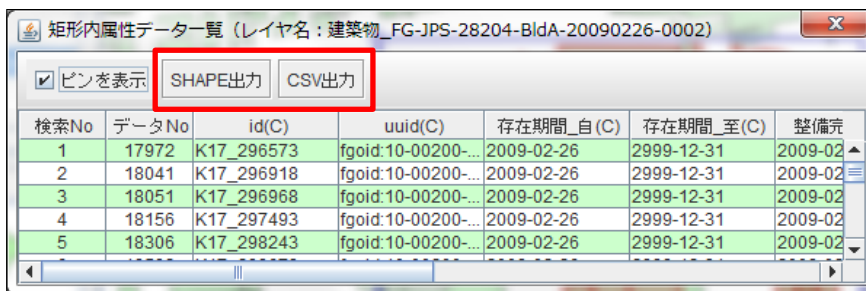 矩形内属性データ一覧（レイヤ名：建築物_FG-JPS-28204-BldA-20090226-0002）
ピンを表示 SHAPE出力 CSV出力
検索No データNo id(C) uuid(C) 存在期間_自(C) 存在期間_至(C) 整備完
1 17972 K17_296573 fgoid:10-00200-... 2009-02-26 2999-12-31 2009-02
2 18041 K17_296918 fgoid:10-00200-... 2009-02-26 2999-12-31 2009-02
3 18051 K17_296968 fgoid:10-00200-... 2009-02-26 2999-12-31 2009-02
4 18156 K17_297493 fgoid:10-00200-... 2009-02-26 2999-12-31 2009-02
5 18306 K17_298243 fgoid:10-00200-... 2009-02-26 2999-12-31 2009-02